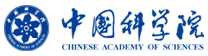 中国科学院
CHINESE ACADEMY OF SCIENCES